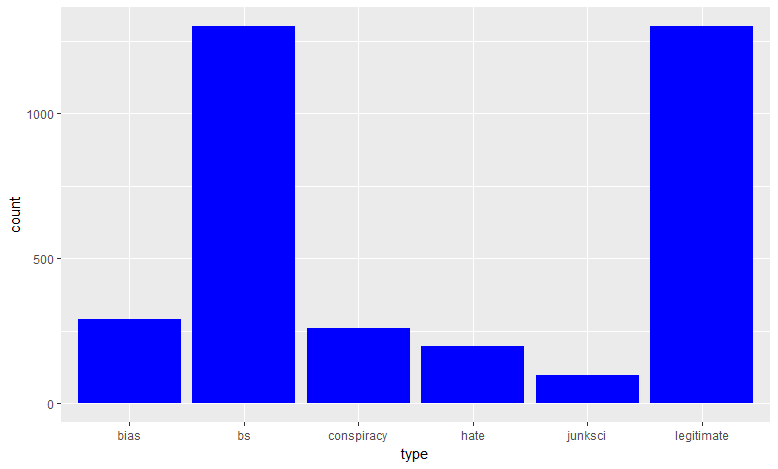 count
1000
500
0
bias bs conspiracy hate junksci legitimate
type